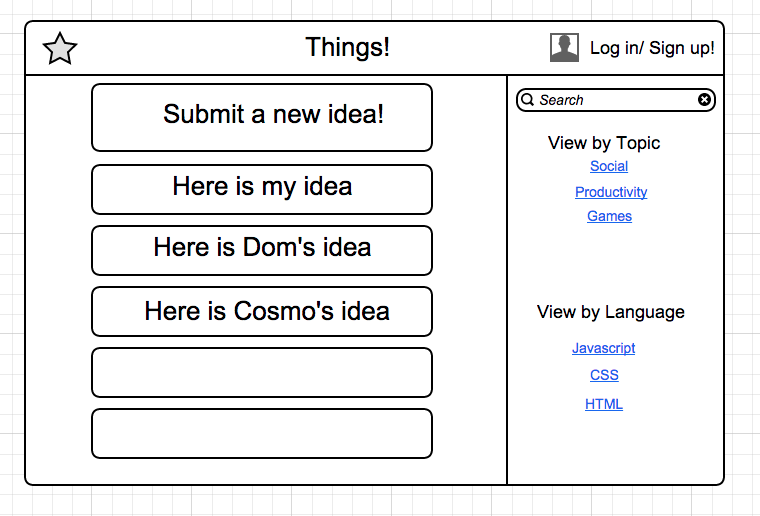 Things!
Log in/ Sign up!
Submit a new idea!
Here is my idea
Here is Dom's idea
Here is Cosmo's idea
Search
View by Topic
Social
Productivity
Games
View by Language
Javascript
CSS
HTML